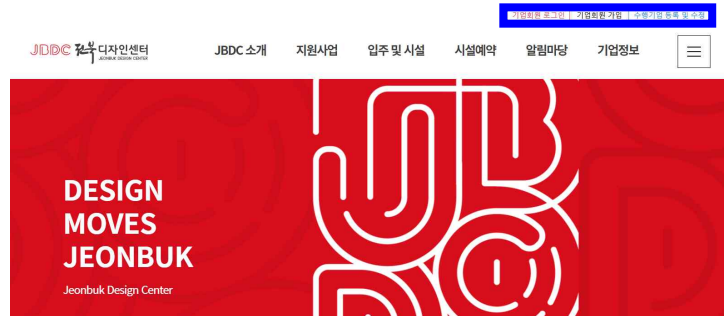 기업회원 로그인 | 기업회원 가입 | 수행기업 등록 및 수정
JBDC 전북 디자인센터
JEONBUK DESIGN CENTER
JBDC 소개 지원사업 입주 및 시설 시설예약 알림마당 기업정보
DESIGN
MOVES
JEONBUK
Jeonbuk Design Center
JBDC